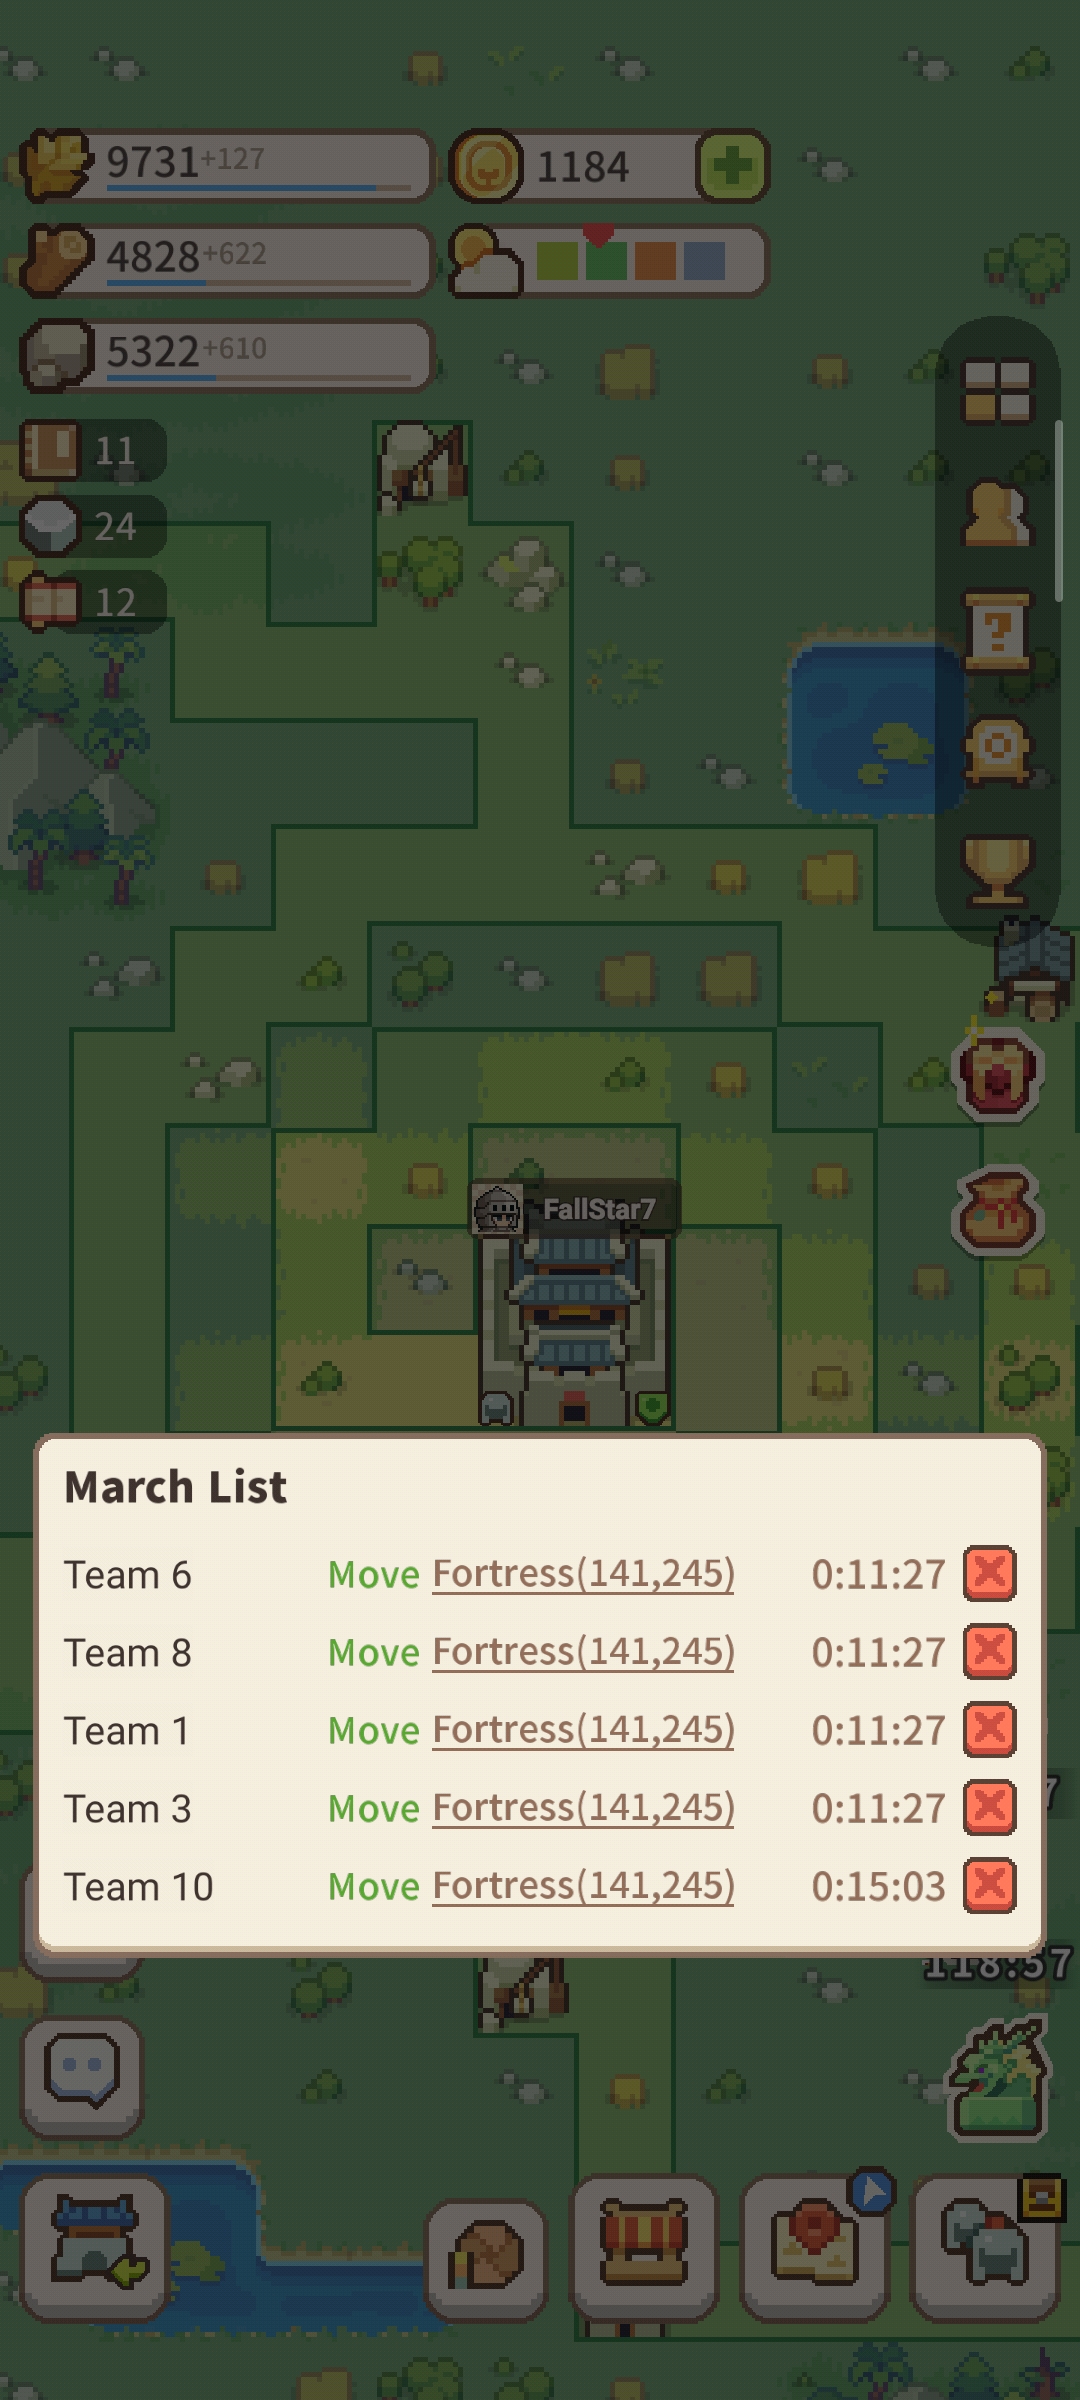 9731+127
1184
4828+622
5322+610
11
24
12
FallStar7
March List
Team 6 Move Fortress(141,245) 0:11:27
Team 8 Move Fortress(141,245) 0:11:27
Team 1 Move Fortress(141,245) 0:11:27
Team 3 Move Fortress(141,245) 0:11:27
Team 10 Move Fortress(141,245) 0:15:03
118:57